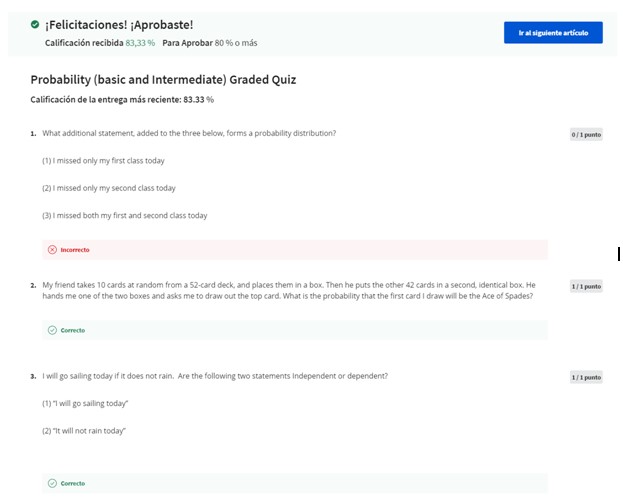 ¡Felicitaciones! ¡Aprobaste!
Calificación recibida 83,33 % Para Aprobar 80 % o más
Ir al siguiente artículo
Probability (basic and Intermediate) Graded Quiz
Calificación de la entrega más reciente: 83.33 %
1. What additional statement, added to the three below, forms a probability distribution?
0 / 1 punto
(1) I missed only my first class today
(2) I missed only my second class today
(3) I missed both my first and second class today
Incorrecto
2. My friend takes 10 cards at random from a 52-card deck, and places them in a box. Then he puts the other 42 cards in a second, identical box. He
hands me one of the two boxes and asks me to draw out the top card. What is the probability that the first card I draw will be the Ace of Spades?
1 / 1 punto
Correcto
3. I will go sailing today if it does not rain. Are the following two statements Independent or dependent?
1 / 1 punto
(1) "I will go sailing today"
(2) "It will not rain today"
Correcto